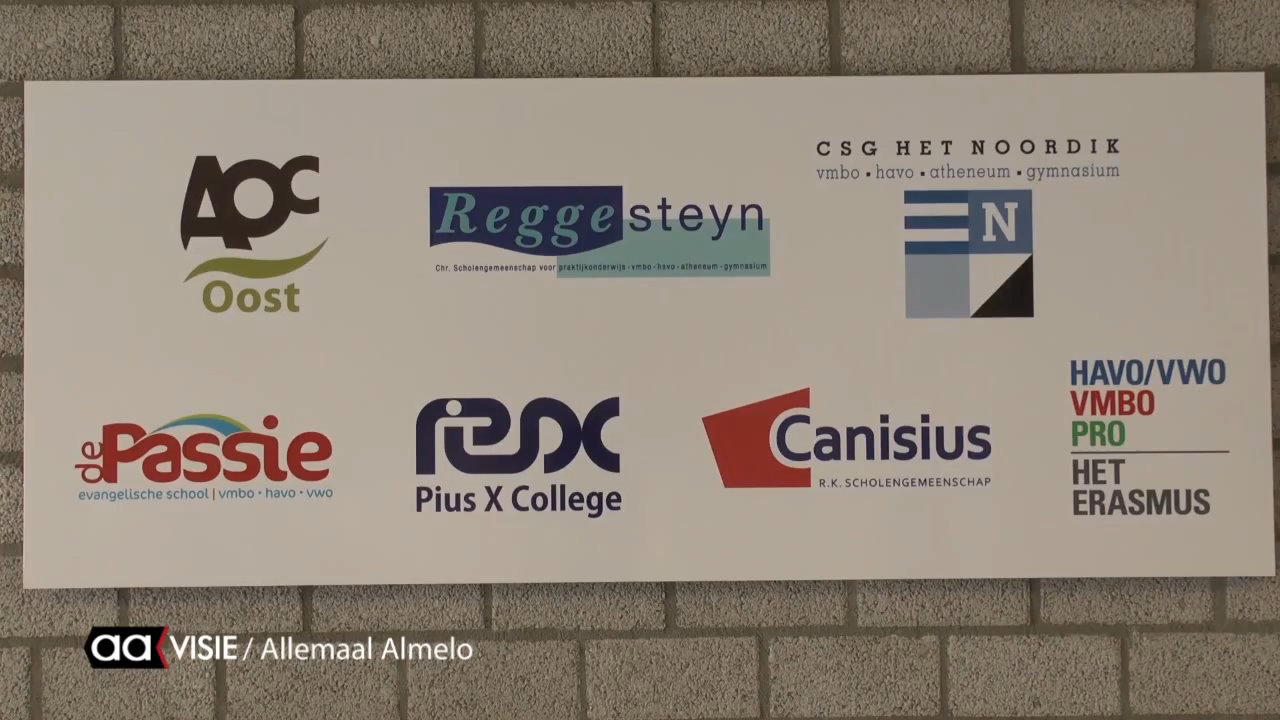 AOC
Oost
Reggesteyn
Chr. Scholengemeenschap voor praktijkonderwijs · vmbo · havo · atheneum · gymnasium
CSG HET NOORDIK
vmbo · havo · atheneum · gymnasium
N
de Passie
evangelische school | vmbo · havo · vwo
Pius X College
Canisius
R.K. SCHOLENGEMEENSCHAP
HAVO/VWO
VMBO
PRO
HET
ERASMUS
aa VISIE / Allemaal Almelo